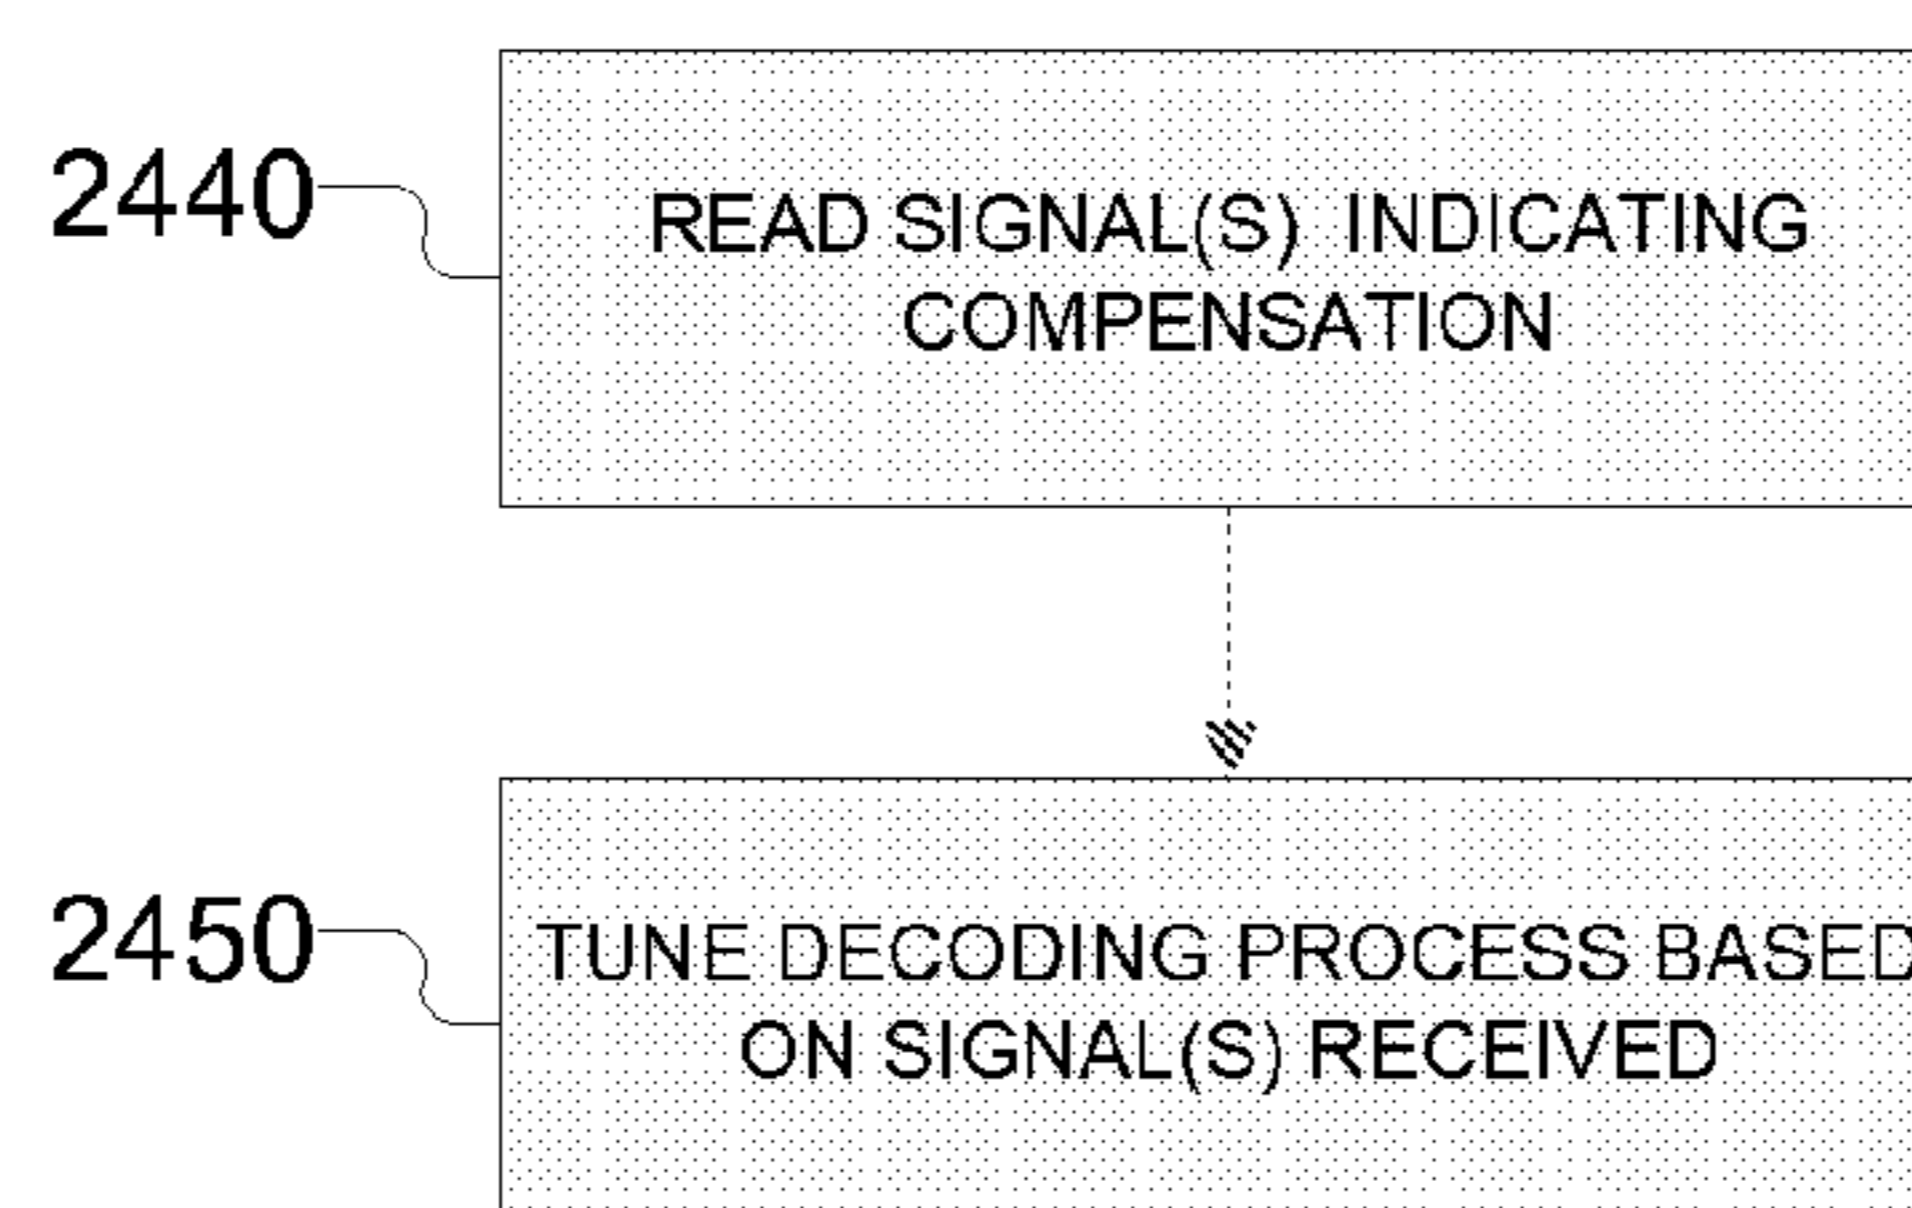 2440
READ SIGNAL(S) INDICATING
COMPENSATION
2450
TUNE DECODING PROCESS BASED
ON SIGNAL(S) RECEIVED